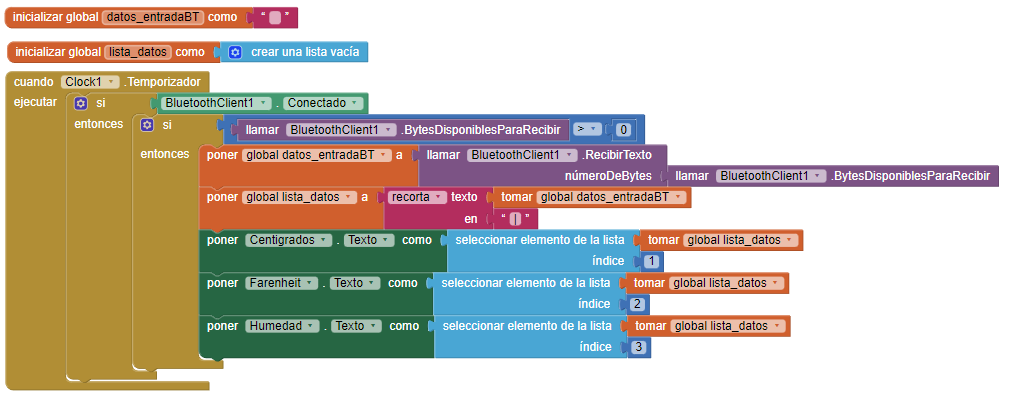 inicializar global datos_entradaBT como “ ”
inicializar global lista_datos como crear una lista vacía
cuando Clock1 .Temporizador
ejecutar si BluetoothClient1 . Conectado
entonces si llamar BluetoothClient1 .BytesDisponiblesParaRecibir > 0
entonces poner global datos_entradaBT a llamar BluetoothClient1 .RecibirTexto
númeroDeBytes llamar BluetoothClient1 .BytesDisponiblesParaRecibir
poner global lista_datos a recorta texto tomar global datos_entradaBT
en “ | ”
poner Centigrados . Texto como seleccionar elemento de la lista tomar global lista_datos
índice 1
poner Farenheit . Texto como seleccionar elemento de la lista tomar global lista_datos
índice 2
poner Humedad . Texto como seleccionar elemento de la lista tomar global lista_datos
índice 3